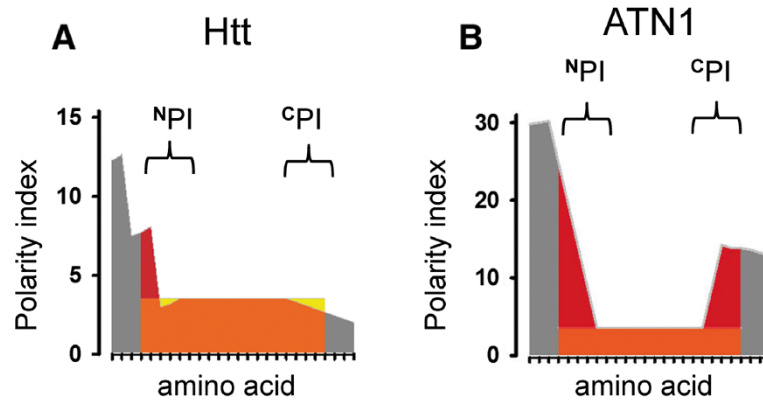 A
Htt
NPI
CPI
Polarity index
15
10
5
0
amino acid
B
ATN1
NPI
CPI
Polarity index
30
20
10
0
amino acid